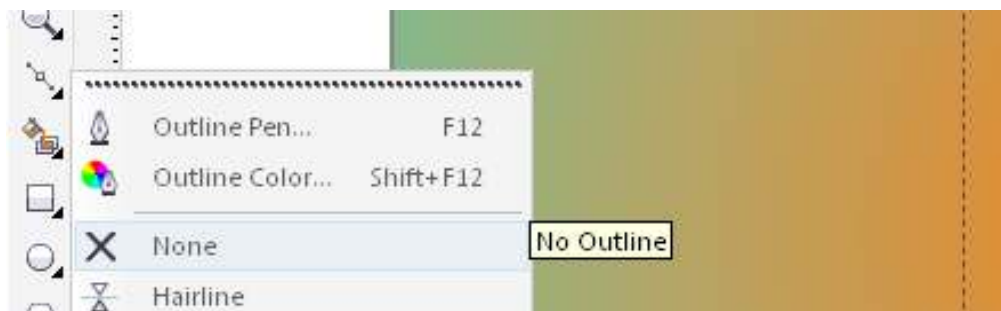 Outline Pen... F12
Outline Color... Shift+F12
None
No Outline
Hairline